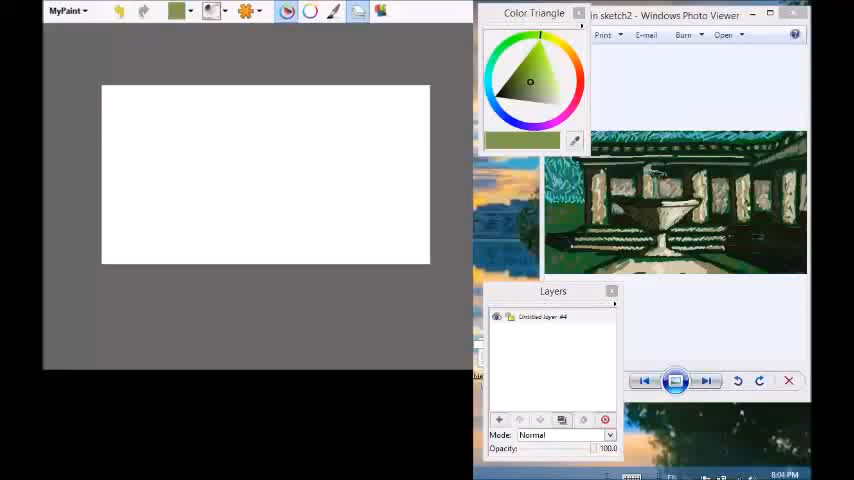 MyPaint
Color Triangle
in sketch2 - Windows Photo Viewer
Print
E-mail
Burn
Open
Layers
Untitled layer #4
Mode: Normal
Opacity: 100.0
8:04 PM